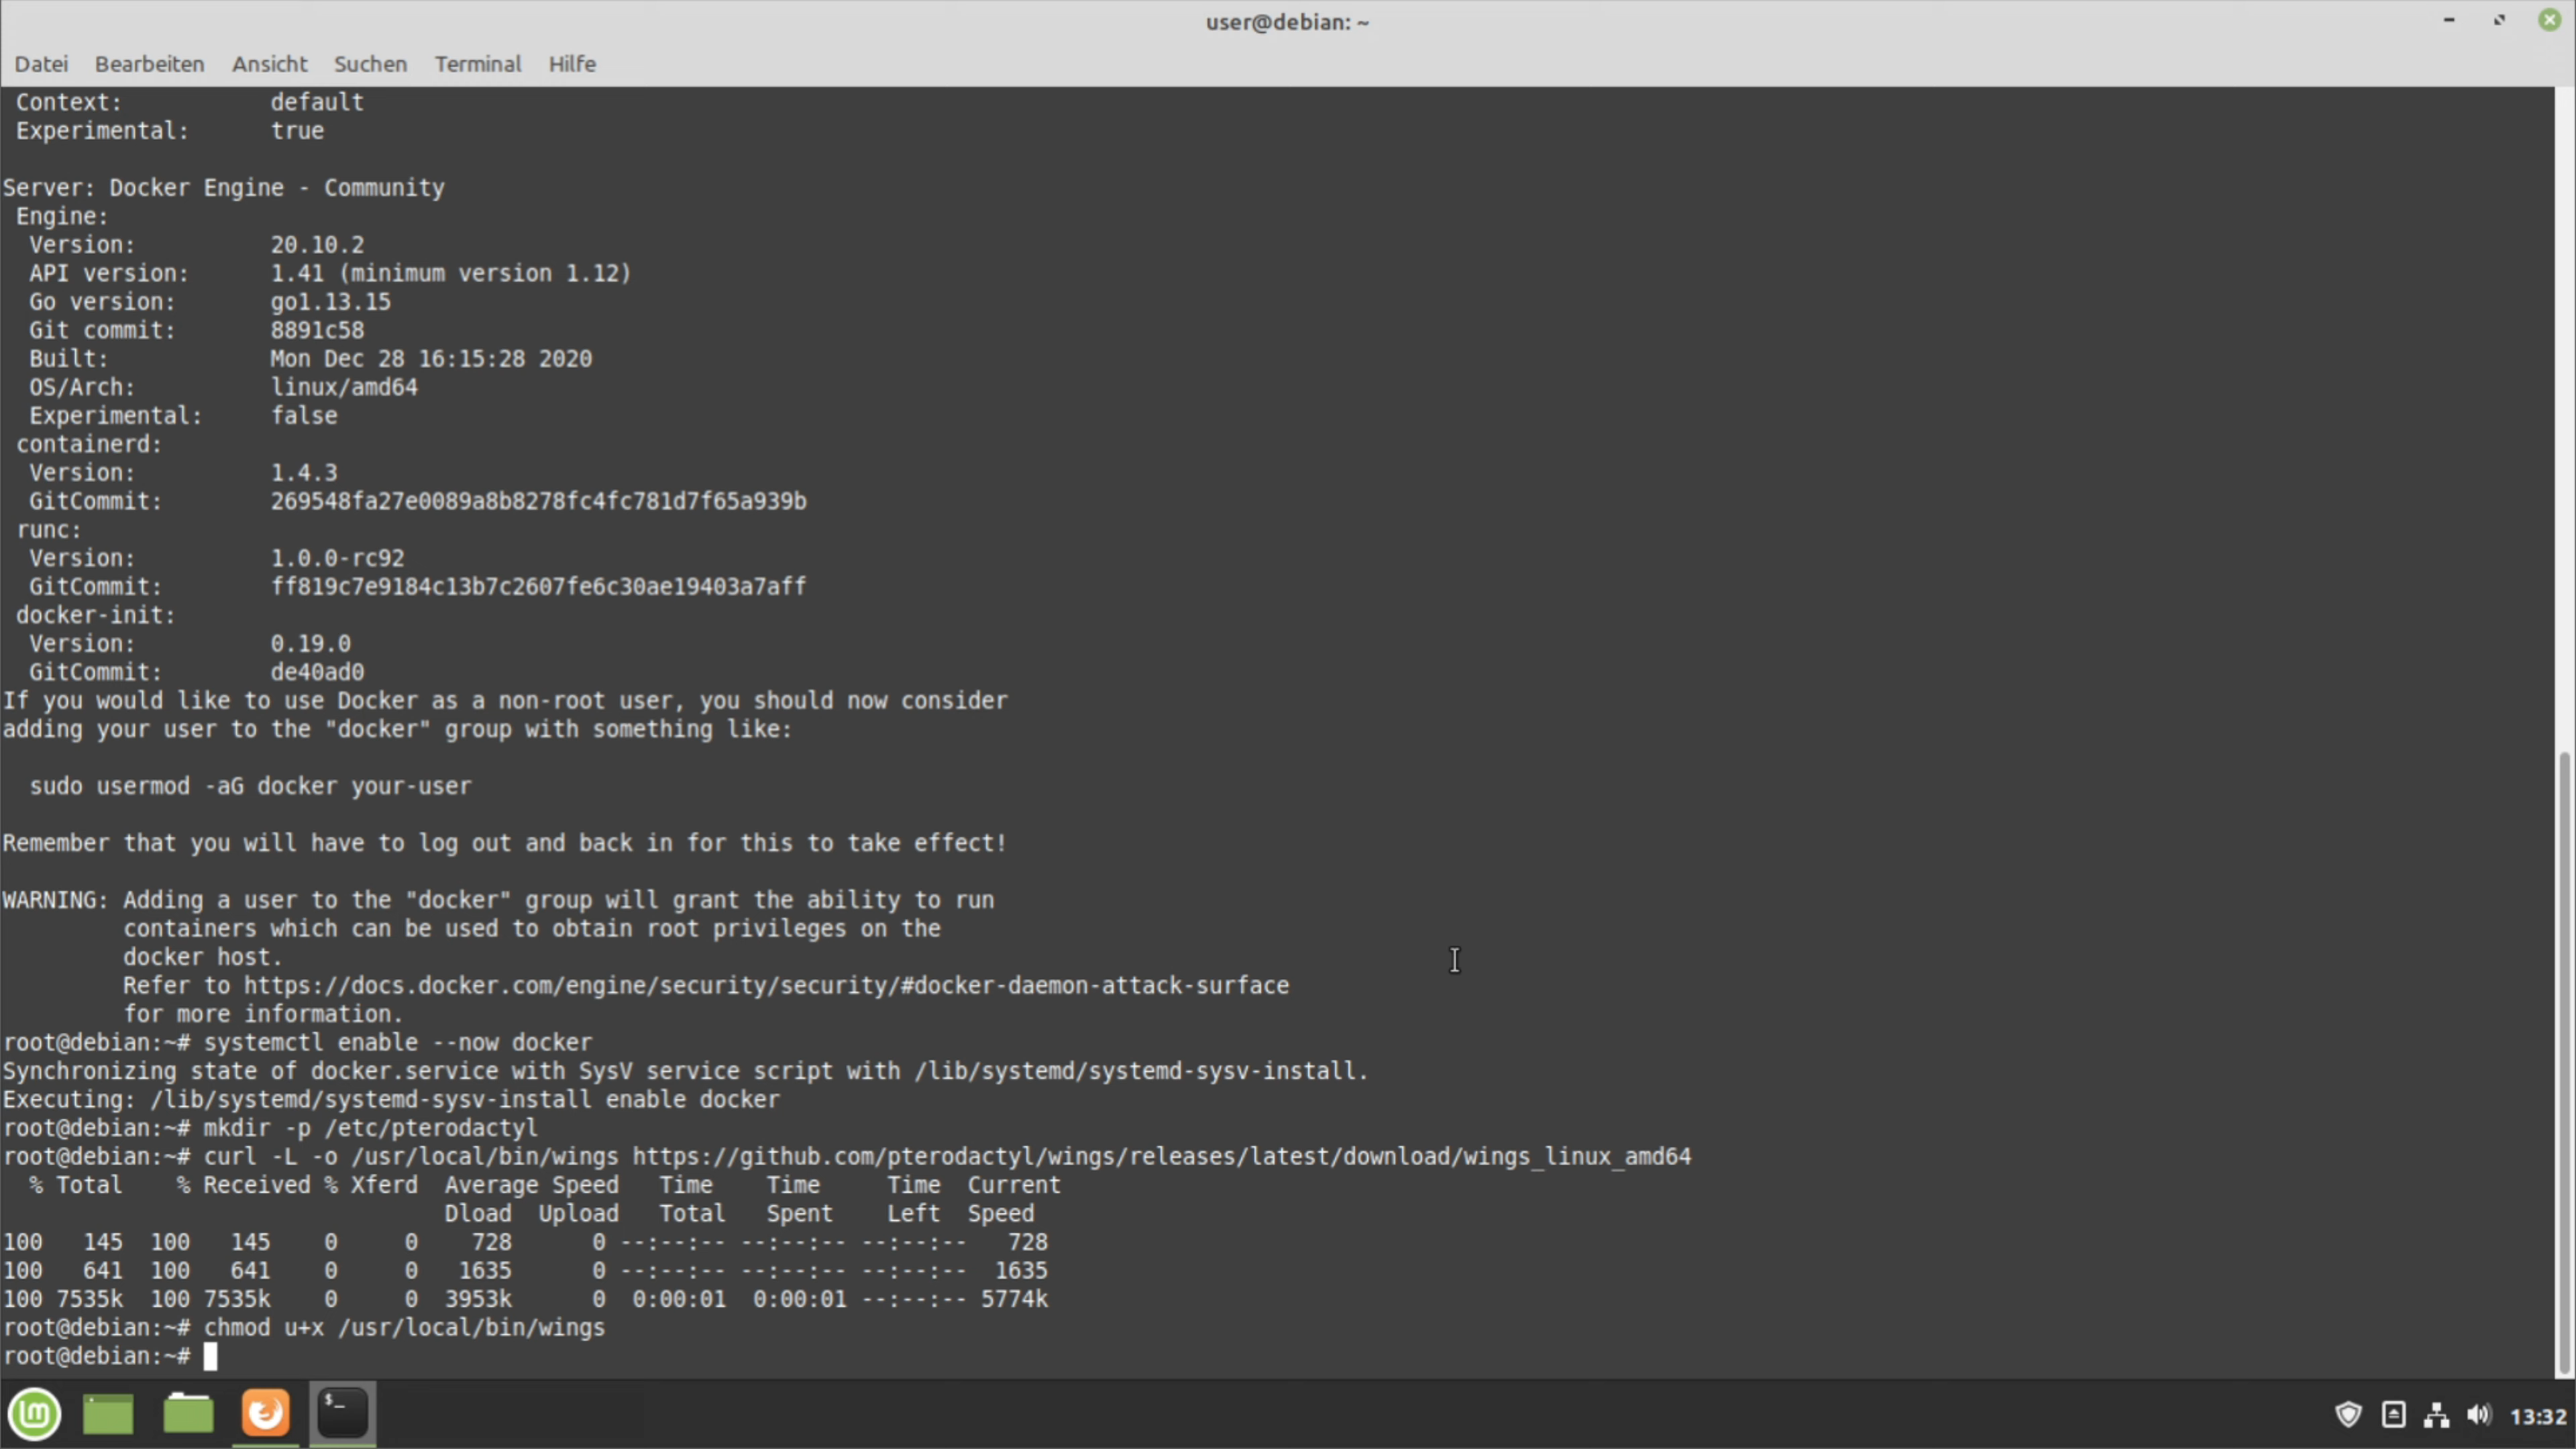 user@debian: ~
Datei Bearbeiten Ansicht Suchen Terminal Hilfe
Context: default
Experimental: true
Server: Docker Engine - Community
Engine:
Version: 20.10.2
API version: 1.41 (minimum version 1.12)
Go version: go1.13.15
Git commit: 8891c58
Built: Mon Dec 28 16:15:28 2020
OS/Arch: linux/amd64
Experimental: false
containerd:
Version: 1.4.3
GitCommit: 269548fa27e0089a8b8278fc4fc781d7f65a939b
runc:
Version: 1.0.0-rc92
GitCommit: ff819c7e9184c13b7c2607fe6c30ae19403a7aff
docker-init:
Version: 0.19.0
GitCommit: de40ad0
If you would like to use Docker as a non-root user, you should now consider
adding your user to the "docker" group with something like:
sudo usermod -aG docker your-user
Remember that you will have to log out and back in for this to take effect!
WARNING: Adding a user to the "docker" group will grant the ability to run
containers which can be used to obtain root privileges on the
docker host.
Refer to https://docs.docker.com/engine/security/security/#docker-daemon-attack-surface
for more information.
root@debian:~# systemctl enable --now docker
Synchronizing state of docker.service with SysV service script with /lib/systemd/systemd-sysv-install.
Executing: /lib/systemd/systemd-sysv-install enable docker
root@debian:~# mkdir -p /etc/pterodactyl
root@debian:~# curl -L -o /usr/local/bin/wings https://github.com/pterodactyl/wings/releases/latest/download/wings_linux_amd64
% Total % Received % Xferd Average Speed Time Time Time Current
Dload Upload Total Spent Left Speed
100 145 100 145 0 0 728 0 --:--:-- --:--:-- --:--:-- 728
100 641 100 641 0 0 1635 0 --:--:-- --:--:-- --:--:-- 1635
100 7535k 100 7535k 0 0 3953k 0 0:00:01 0:00:01 --:--:-- 5774k
root@debian:~# chmod u+x /usr/local/bin/wings
root@debian:~#
$_
13:32